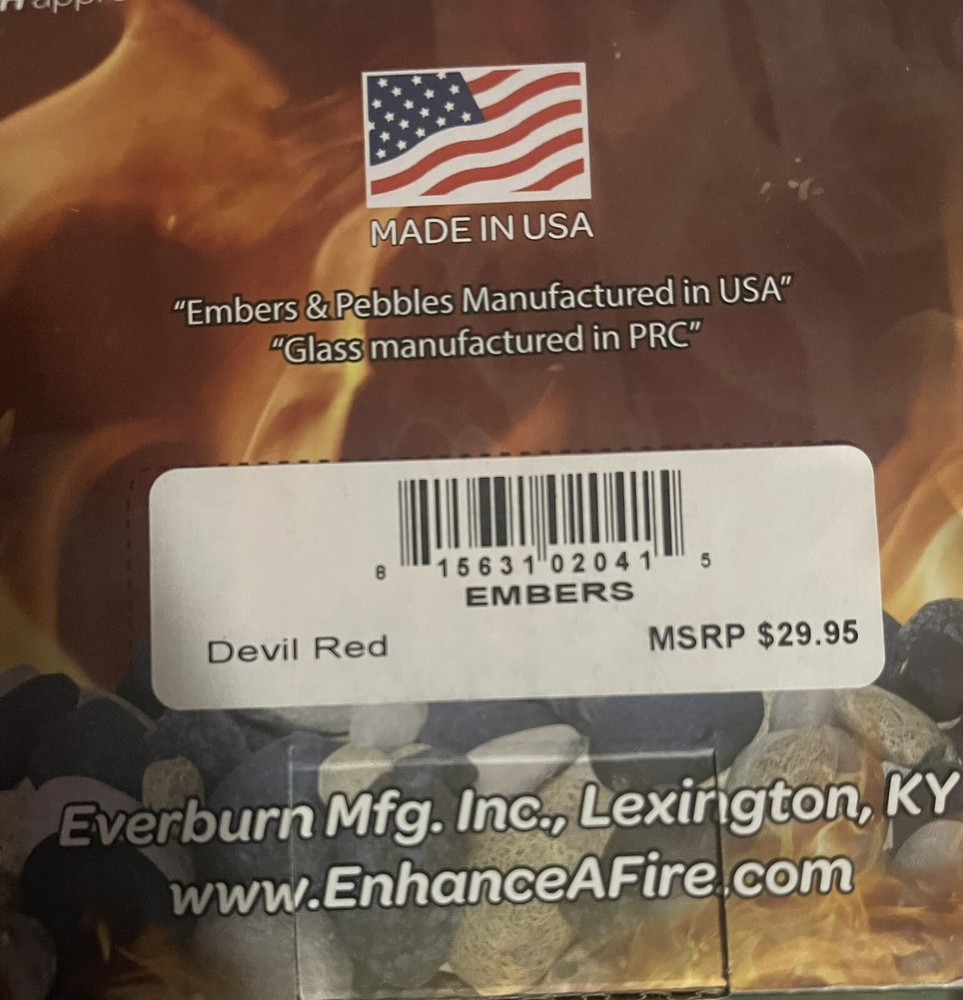 MADE IN USA
“Embers & Pebbles Manufactured in USA”
“Glass manufactured in PRC”
8 15631 02041 5
EMBERS
Devil Red
MSRP $29.95
Everburn Mfg. Inc., Lexington, KY
www.EnhanceAFire.com